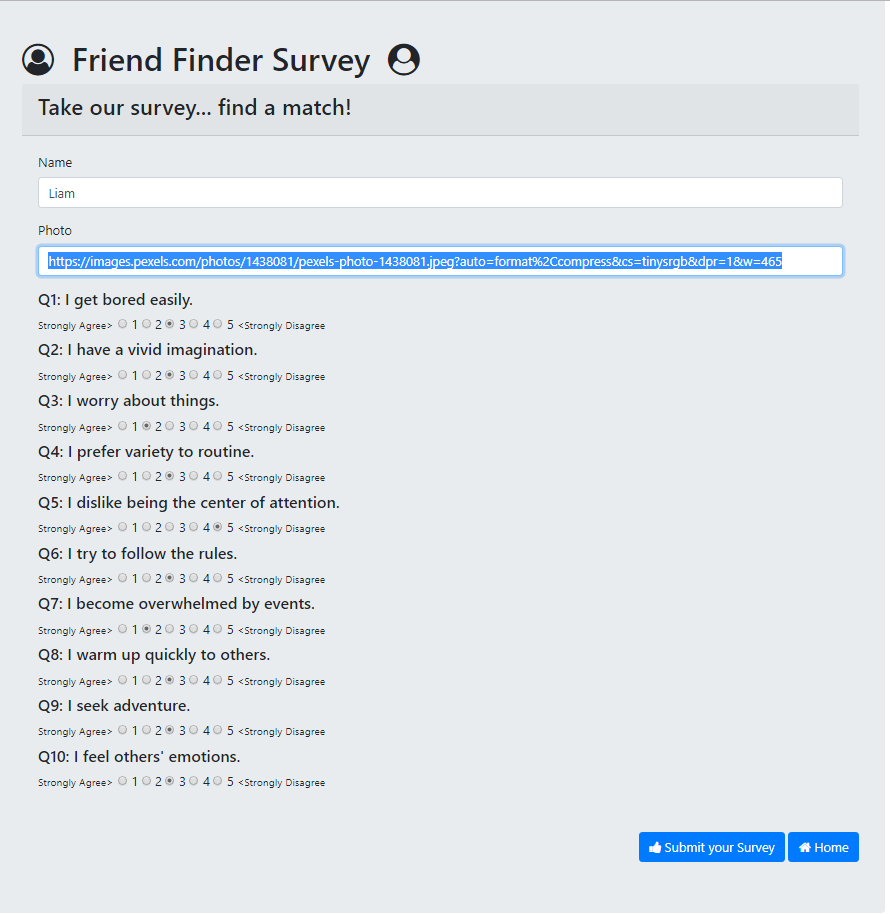 Friend Finder Survey
Take our survey... find a match!
Name
Liam
Photo
https://images.pexels.com/photos/1438081/pexels-photo-1438081.jpeg?auto=format%2Ccompress&cs=tinysrgb&dpr=1&w=465
Q1: I get bored easily.
Strongly Agree> 1 2 3 4 5 <Strongly Disagree
Q2: I have a vivid imagination.
Strongly Agree> 1 2 3 4 5 <Strongly Disagree
Q3: I worry about things.
Strongly Agree> 1 2 3 4 5 <Strongly Disagree
Q4: I prefer variety to routine.
Strongly Agree> 1 2 3 4 5 <Strongly Disagree
Q5: I dislike being the center of attention.
Strongly Agree> 1 2 3 4 5 <Strongly Disagree
Q6: I try to follow the rules.
Strongly Agree> 1 2 3 4 5 <Strongly Disagree
Q7: I become overwhelmed by events.
Strongly Agree> 1 2 3 4 5 <Strongly Disagree
Q8: I warm up quickly to others.
Strongly Agree> 1 2 3 4 5 <Strongly Disagree
Q9: I seek adventure.
Strongly Agree> 1 2 3 4 5 <Strongly Disagree
Q10: I feel others' emotions.
Strongly Agree> 1 2 3 4 5 <Strongly Disagree
Submit your Survey Home